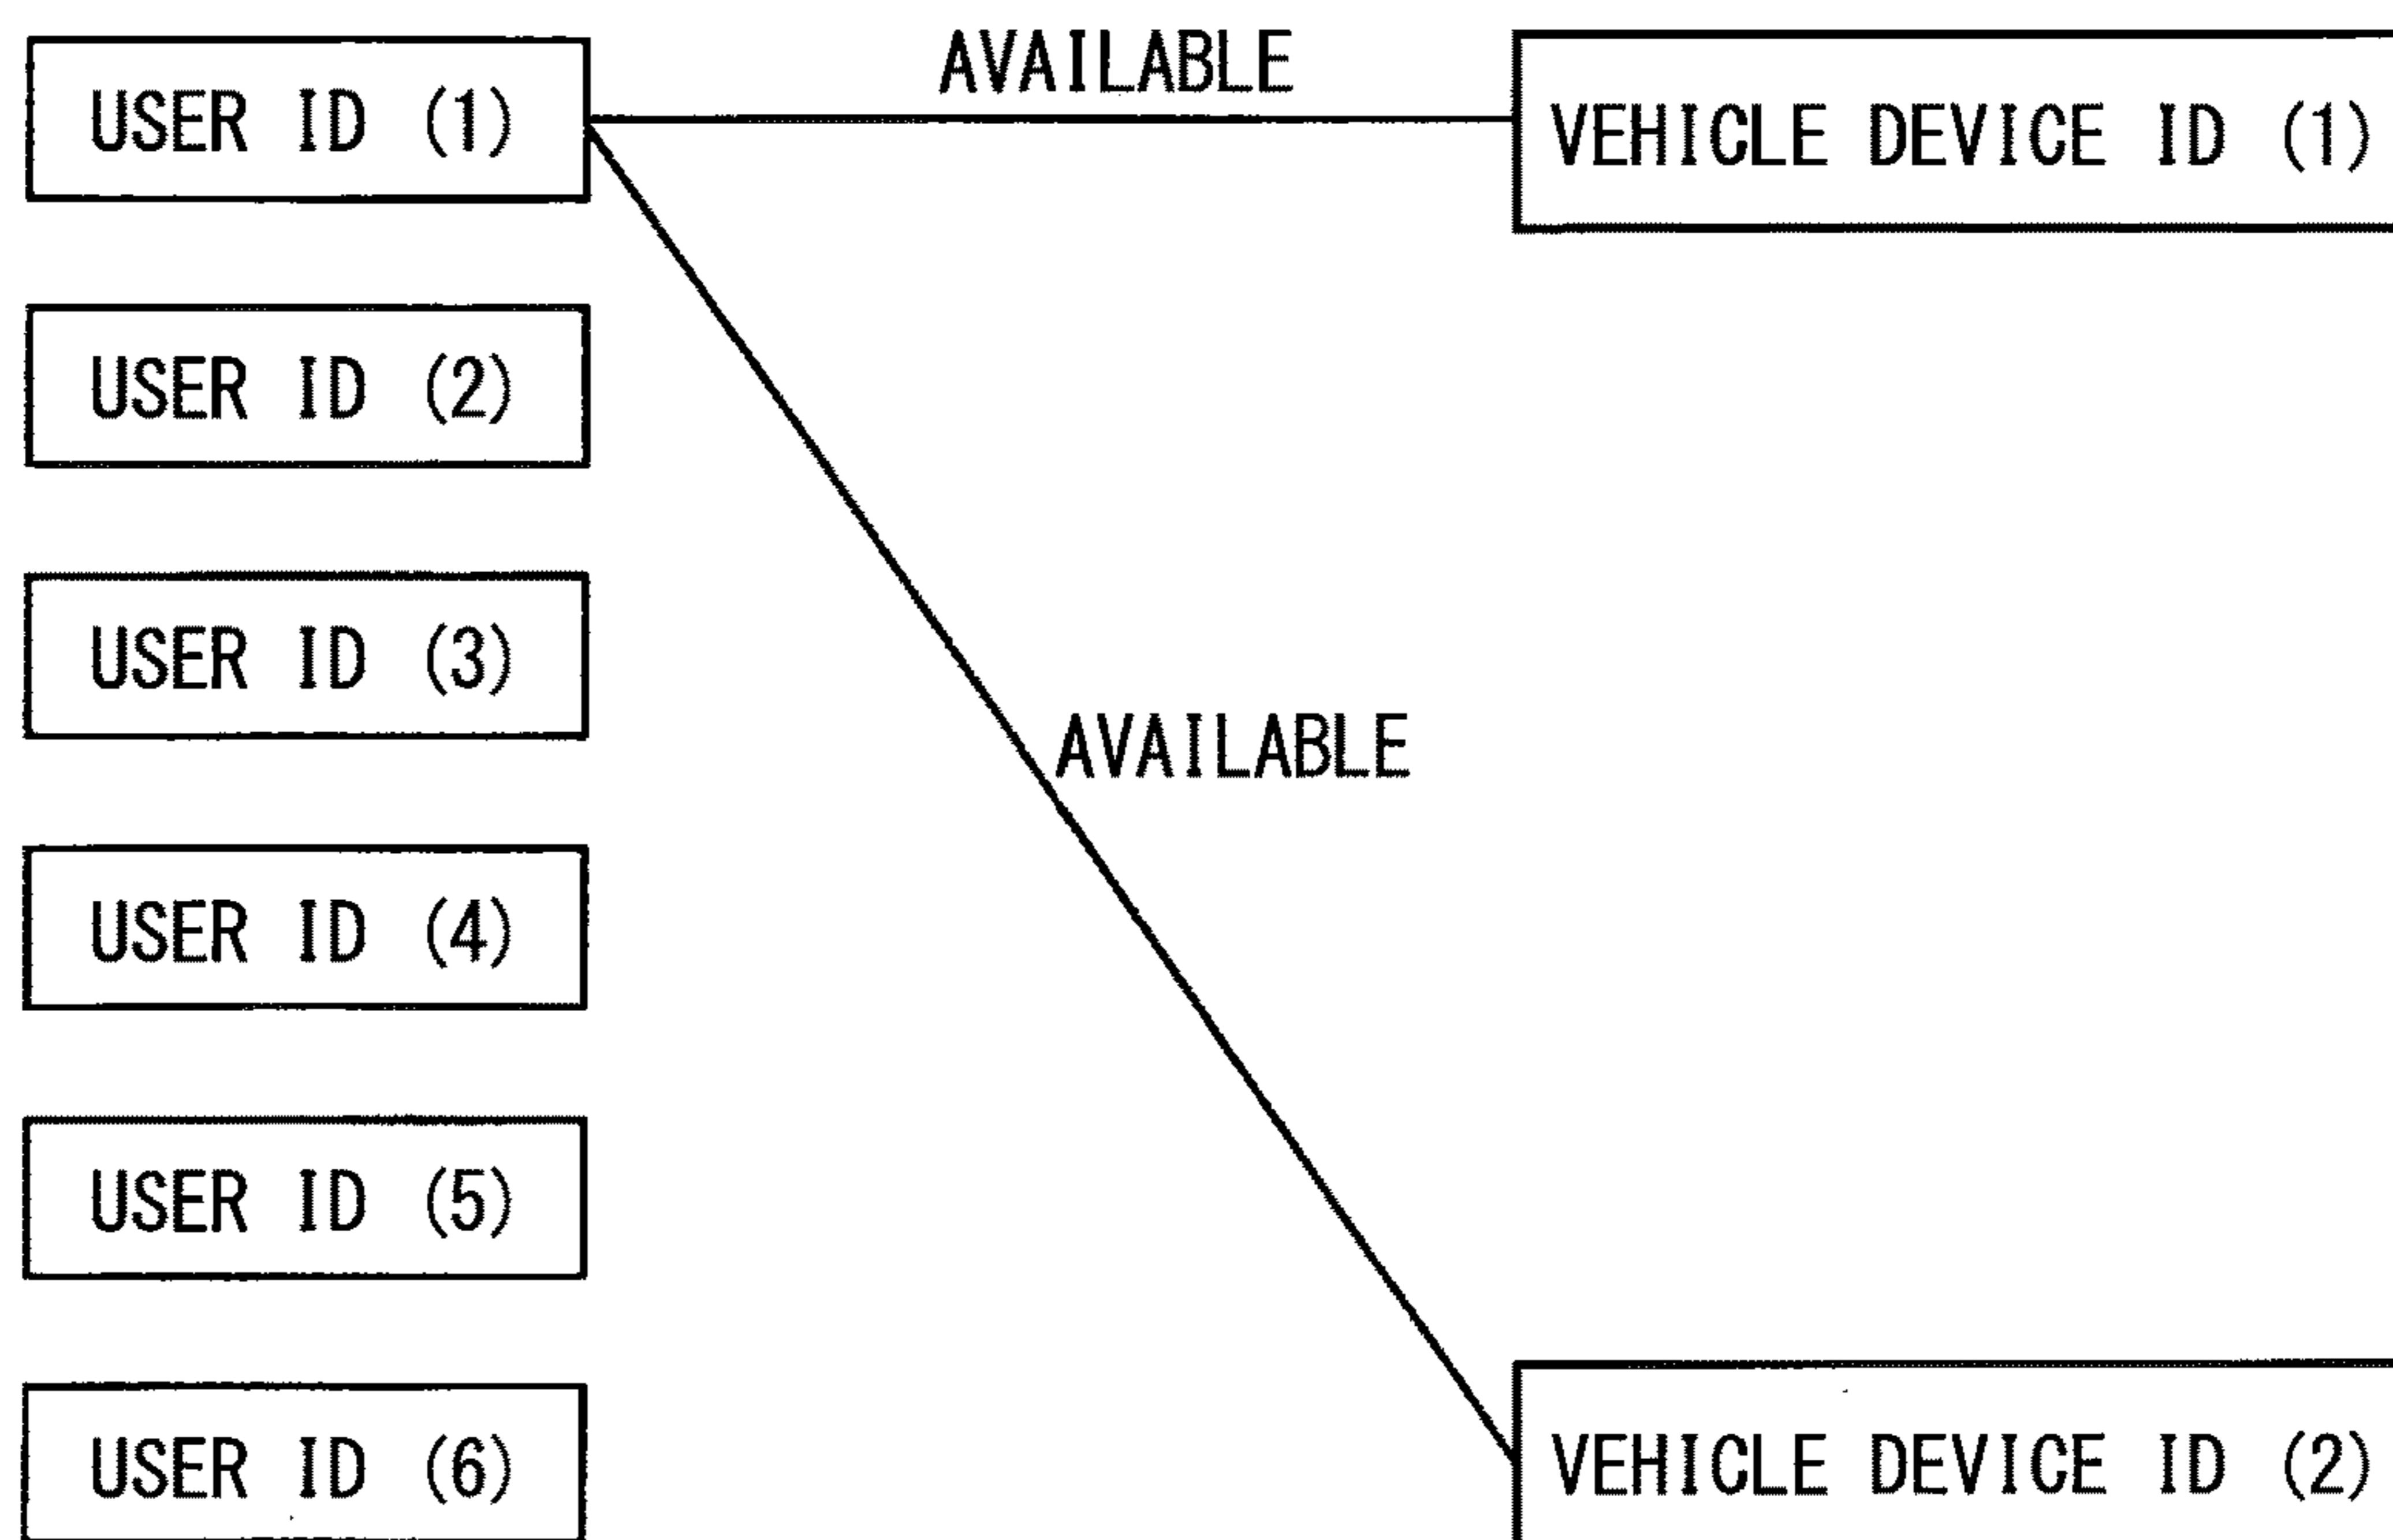 AVAILABLE
USER ID (1)
VEHICLE DEVICE ID (1)
USER ID (2)
USER ID (3)
AVAILABLE
USER ID (4)
USER ID (5)
USER ID (6)
VEHICLE DEVICE ID (2)